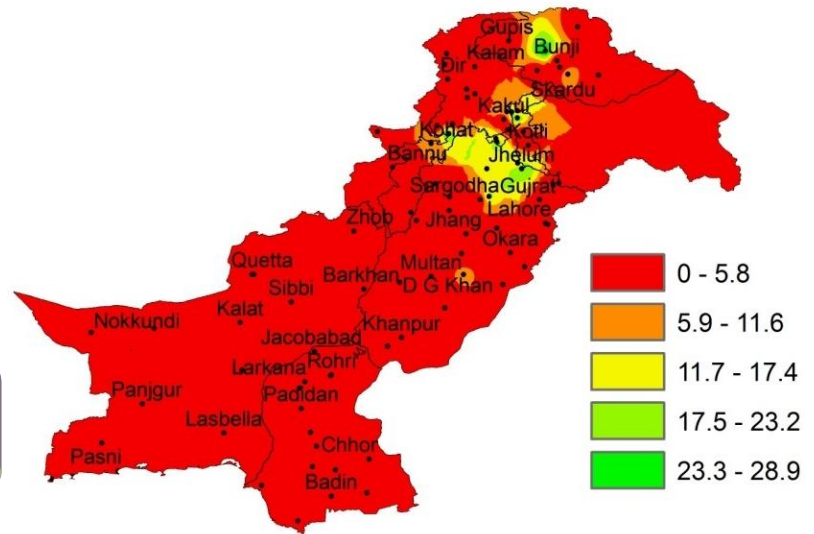 Gupis
Kalam
Bunji
Dir
Skardu
Kakul
Kohat
Kotli
Bannu
Jhelum
Sargodha
Gujrat
Lahore
Zhob
Jhang
Okara
Quetta
Multan
Barkhan
D G Khan
Sibbi
Kalat
Khanpur
Nokkundi
Jacobabad
Larkana
Rohri
Panjgur
Padidan
Lasbella
Chhor
Pasni
Badin
0 - 5.8
5.9 - 11.6
11.7 - 17.4
17.5 - 23.2
23.3 - 28.9